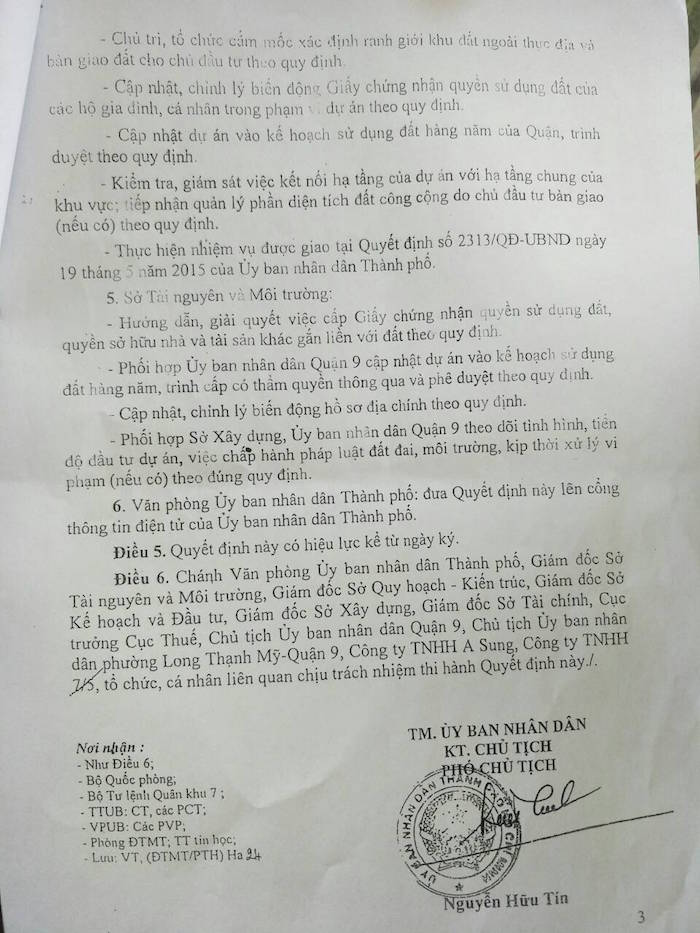 - Chủ trì, tổ chức cắm mốc xác định ranh giới khu đất ngoài thực địa và
bàn giao đất cho chủ đầu tư theo quy định.
- Cập nhật, chỉnh lý biến động Giấy chứng nhận quyền sử dụng đất của
các hộ gia đình, cá nhân trong phạm vi dự án theo quy định.
- Cập nhật dự án vào kế hoạch sử dụng đất hàng năm của Quận, trình
duyệt theo quy định.
- Kiểm tra, giám sát việc kết nối hạ tầng của dự án với hạ tầng chung của
khu vực; tiếp nhận quản lý phần diện tích đất công cộng do chủ đầu tư bàn giao
(nếu có) theo quy định.
- Thực hiện nhiệm vụ được giao tại Quyết định số 2313/QĐ-UBND ngày
19 tháng 5 năm 2015 của Ủy ban nhân dân Thành phố.
5. Sở Tài nguyên và Môi trường:
- Hướng dẫn, giải quyết việc cấp Giấy chứng nhận quyền sử dụng đất,
quyền sở hữu nhà và tài sản khác gắn liền với đất theo quy định.
- Phối hợp Ủy ban nhân dân Quận 9 cập nhật dự án vào kế hoạch sử dụng
đất hàng năm, trình cấp có thẩm quyền thông qua và phê duyệt theo quy định.
- Cập nhật, chỉnh lý biến động hồ sơ địa chính theo quy định.
- Phối hợp Sở Xây dựng, Ủy ban nhân dân Quận 9 theo dõi tình hình, tiến
độ đầu tư dự án, việc chấp hành pháp luật đất đai, môi trường, kịp thời xử lý vi
phạm (nếu có) theo đúng quy định.
6. Văn phòng Ủy ban nhân dân Thành phố: đưa Quyết định này lên cổng
thông tin điện tử của Ủy ban nhân dân Thành phố.
Điều 5. Quyết định này có hiệu lực kể từ ngày ký.
Điều 6. Chánh Văn phòng Ủy ban nhân dân Thành phố, Giám đốc Sở
Tài nguyên và Môi trường, Giám đốc Sở Quy hoạch - Kiến trúc, Giám đốc Sở
Kế hoạch và Đầu tư, Giám đốc Sở Xây dựng, Giám đốc Sở Tài chính, Cục
trưởng Cục Thuế, Chủ tịch Ủy ban nhân dân Quận 9, Chủ tịch Ủy ban nhân
dân phường Long Thạnh Mỹ-Quận 9, Công ty TNHH A Sung, Công ty TNHH
7/5, tổ chức, cá nhân liên quan chịu trách nhiệm thi hành Quyết định này./.
Nơi nhận :
- Như Điều 6;
- Bộ Quốc phòng;
- Bộ Tư lệnh Quân khu 7 ;
- TTUB: CT, các PCT;
- VPUB: Các PVP;
- Phòng ĐTMT; TT tin học;
- Lưu: VT, (ĐTMT/PTH) Ha 24
TM. ỦY BAN NHÂN DÂN
KT. CHỦ TỊCH
PHÓ CHỦ TỊCH
ỦY BAN NHÂN DÂN THÀNH PHỐ HỒ CHÍ MINH
Nguyễn Hữu Tín
3